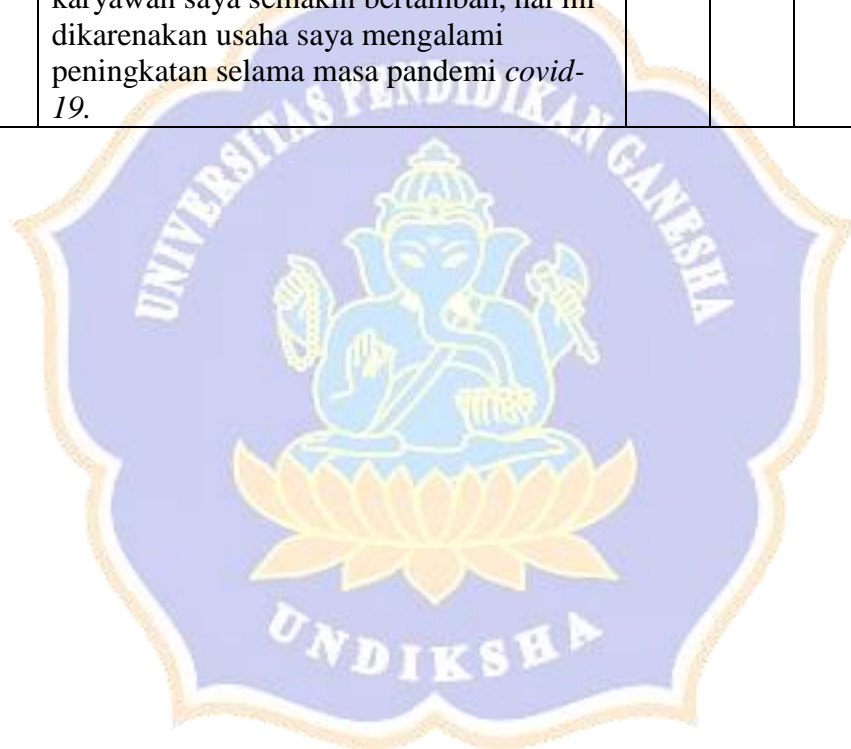 karyawan saya semakin bertambah, hal ini
dikarenakan usaha saya mengalami
peningkatan selama masa pandemi covid-
19.
UNIVERSITAS PENDIDIKAN GANESHA
UNDIKSHA